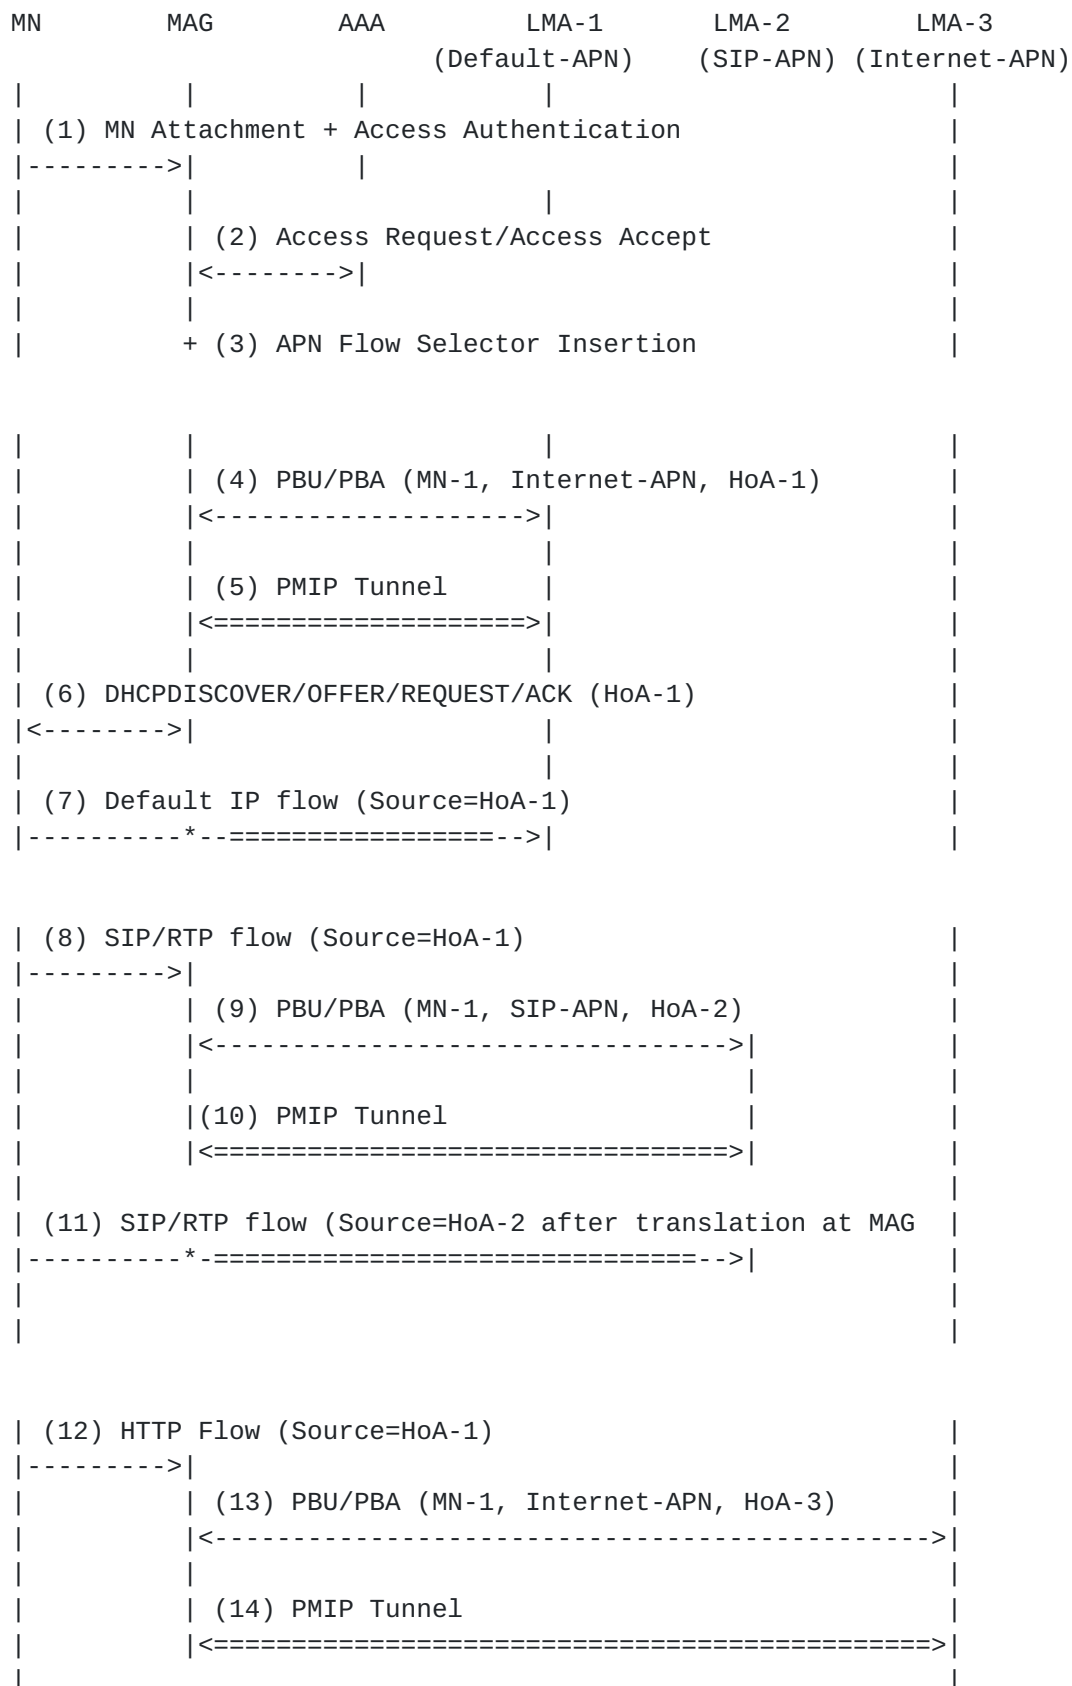 MN        MAG        AAA         LMA-1         LMA-2        LMA-3
                           (Default-APN)    (SIP-APN) (Internet-APN)
|          |          |           |                         |
| (1) MN Attachment + Access Authentication                 |
|--------->|          |                                     |
|          |                      |                         |
|          | (2) Access Request/Access Accept               |
|          |<-------->|                                     |
|          |                                                |
|          + (3) APN Flow Selector Insertion                |
|          |                      |                         |
|          | (4) PBU/PBA (MN-1, Internet-APN, HoA-1)        |
|          |<-------------------->|                         |
|          |                      |                         |
|          | (5) PMIP Tunnel      |                         |
|          |<====================>|                         |
|          |                      |                         |
| (6) DHCPDISCOVER/OFFER/REQUEST/ACK (HoA-1)                |
|<-------->|                      |                         |
|                                 |                         |
| (7) Default IP flow (Source=HoA-1)                        |
|----------*--=================-->|                         |
| (8) SIP/RTP flow (Source=HoA-1)                           |
|--------->|                                                |
|          | (9) PBU/PBA (MN-1, SIP-APN, HoA-2)             |
|          |<--------------------------------->|            |
|          |                                   |            |
|          |(10) PMIP Tunnel                   |            |
|          |<=================================>|            |
|                                                           |
| (11) SIP/RTP flow (Source=HoA-2 after translation at MAG  |
|----------*-===============================-->|            |
|                                                           |
|                                                           |
| (12) HTTP Flow (Source=HoA-1)                             |
|--------->|                                                |
|          | (13) PBU/PBA (MN-1, Internet-APN, HoA-3)       |
|          |<---------------------------------------------->|
|          |                                                |
|          | (14) PMIP Tunnel                               |
|          |<==============================================>|
|                                                           |